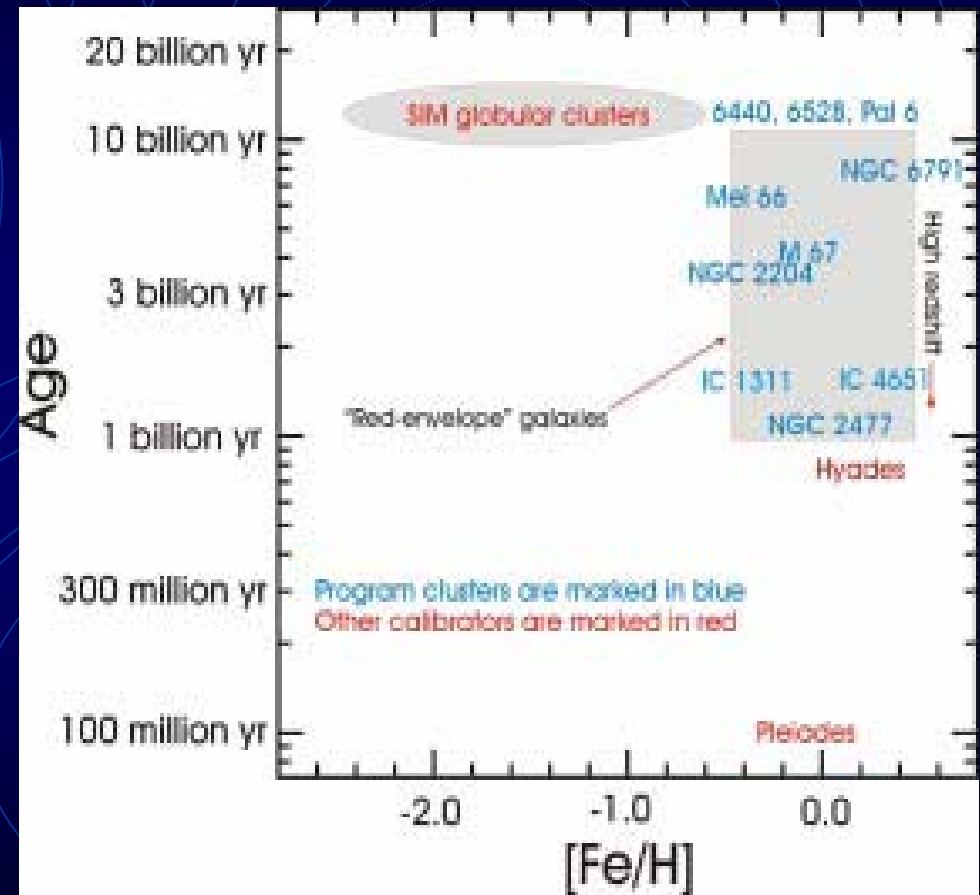 20 billion yr
SIM globular clusters
6440, 6528, Pal 6
10 billion yr
NGC 6791
Mel 66
High redshift
M 67
NGC 2204
3 billion yr
Age
IC 1311
IC 4651
"Red-envelope" galaxies
NGC 2477
1 billion yr
Hyades
300 million yr
Program clusters are marked in blue
Other calibrators are marked in red
100 million yr
Pleiades
-2.0
-1.0
0.0
[Fe/H]